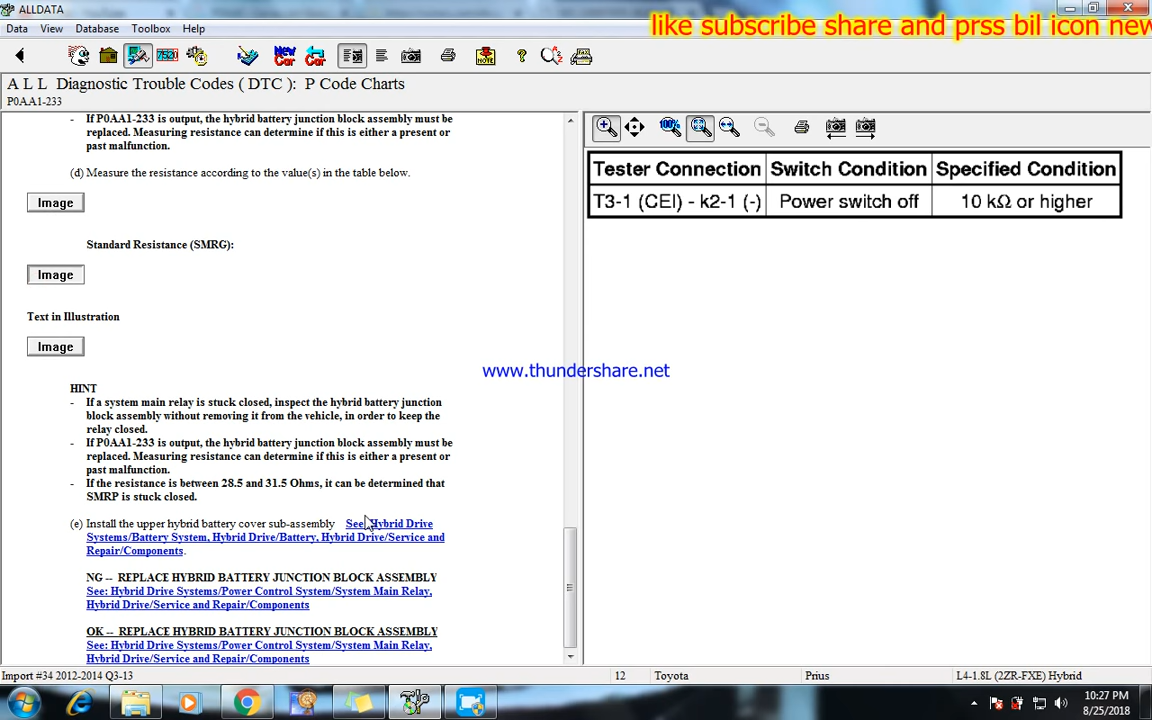 ALLDATA
Data View Database Toolbox Help
like subscribe share and prss bil icon new
A L L Diagnostic Trouble Codes ( DTC ): P Code Charts
P0AA1-233
- If P0AA1-233 is output, the hybrid battery junction block assembly must be
replaced. Measuring resistance can determine if this is either a present or
past malfunction.
(d) Measure the resistance according to the value(s) in the table below.
Image
Standard Resistance (SMRG):
Image
Text in Illustration
Image
HINT
- If a system main relay is stuck closed, inspect the hybrid battery junction
block assembly without removing it from the vehicle, in order to keep the
relay closed.
- If P0AA1-233 is output, the hybrid battery junction block assembly must be
replaced. Measuring resistance can determine if this is either a present or
past malfunction.
- If the resistance is between 28.5 and 31.5 Ohms, it can be determined that
SMRP is stuck closed.
(e) Install the upper hybrid battery cover sub-assembly See: Hybrid Drive
Systems/Battery System, Hybrid Drive/Battery, Hybrid Drive/Service and
Repair/Components.
NG -- REPLACE HYBRID BATTERY JUNCTION BLOCK ASSEMBLY
See: Hybrid Drive Systems/Power Control System/System Main Relay,
Hybrid Drive/Service and Repair/Components
OK -- REPLACE HYBRID BATTERY JUNCTION BLOCK ASSEMBLY
See: Hybrid Drive Systems/Power Control System/System Main Relay,
Hybrid Drive/Service and Repair/Components
100%
Tester Connection Switch Condition Specified Condition
T3-1 (CEI) - k2-1 (-) Power switch off 10 kΩ or higher
www.thundershare.net
Import #34 2012-2014 Q3-13 12 Toyota Prius L4-1.8L (2ZR-FXE) Hybrid
10:27 PM
8/25/2018